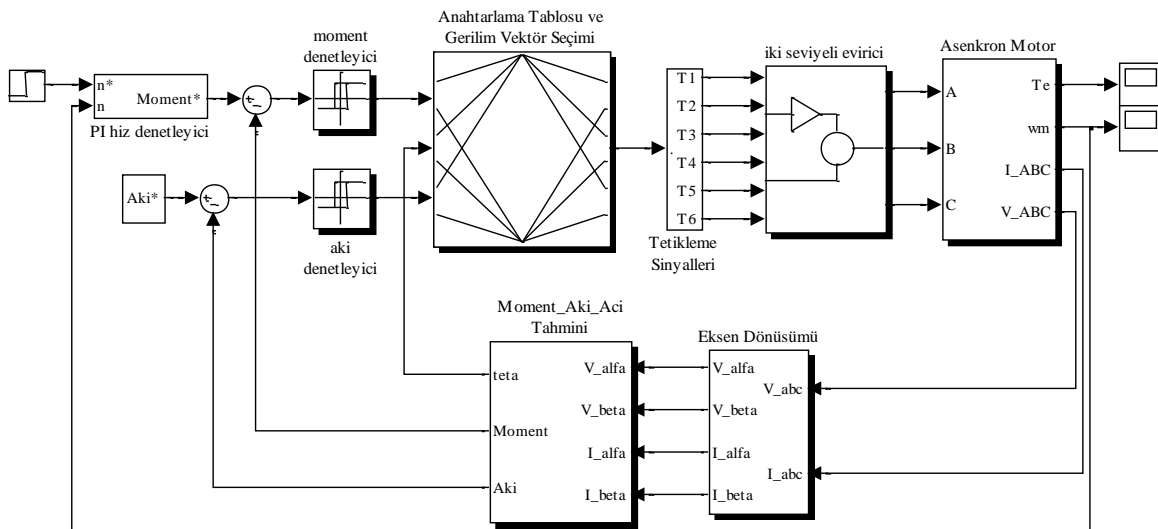 Anahtarlama Tablosu ve
Gerilim Vektör Seçimi
moment
denetleyici
iki seviyeli evirici
Asenkron Motor
n*
n
Moment*
PI hiz denetleyici
+
-
T1
T2
T3
T4
T5
T6
Tetikleme
Sinyalleri
A
B
C
Te
wm
I_ABC
V_ABC
Aki*
+
-
aki
denetleyici
Moment_Aki_Aci
Tahmini
teta
Moment
Aki
V_alfa
V_beta
I_alfa
I_beta
Eksen Dönüsümü
V_alfa
V_beta
I_alfa
I_beta
V_abc
I_abc